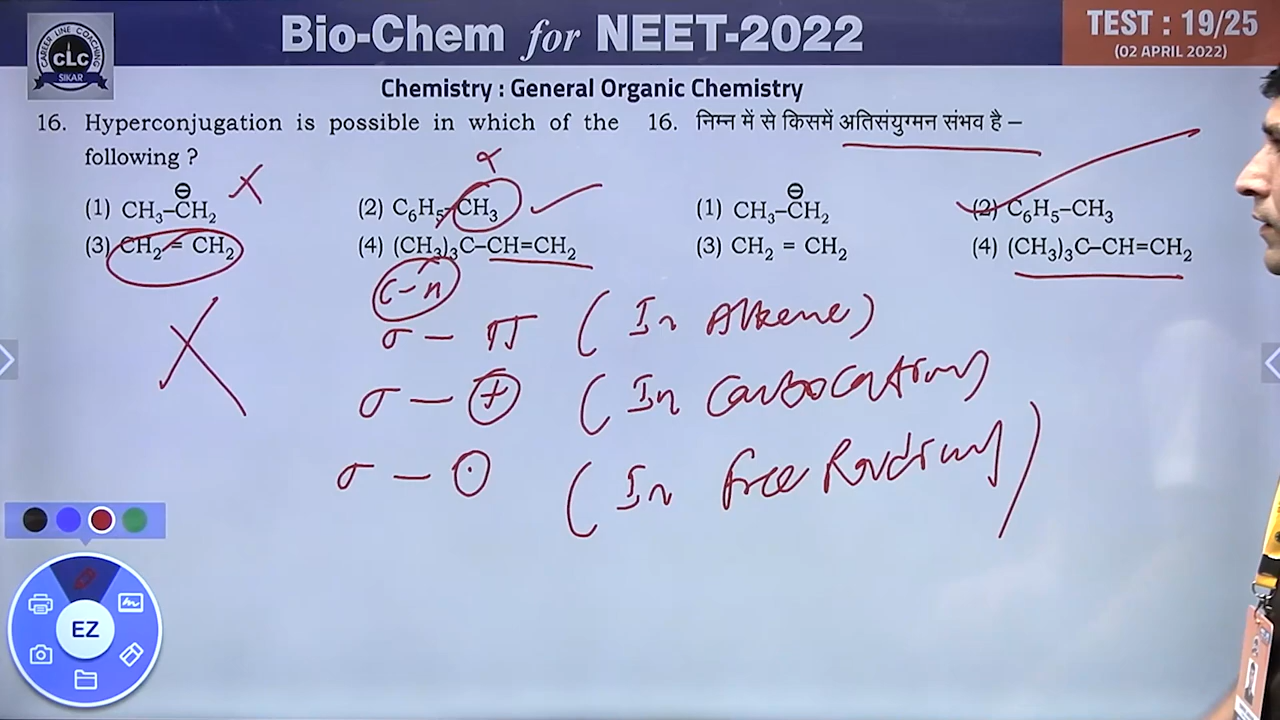 CAREER LINE COACHING
CLC
SIKAR
Bio-Chem for NEET-2022
TEST : 19/25
(02 APRIL 2022)
Chemistry : General Organic Chemistry
16. Hyperconjugation is possible in which of the following ?
(1) CH₃–C̊H₂
⊖
(2) C₆H₅–CH₃
(3) CH₂ = CH₂
(4) (CH₃)₃C–CH=CH₂
16. निम्न में से किसमें अतिसंयुग्मन संभव है –
(1) CH₃–CH₂
⊖
(2) C₆H₅–CH₃
(3) CH₂ = CH₂
(4) (CH₃)₃C–CH=CH₂
X
α
C–H
σ – π (In Alkene)
σ – ⊕ (In Carbocations
σ – ⊙ (In free Radicals)
EZ